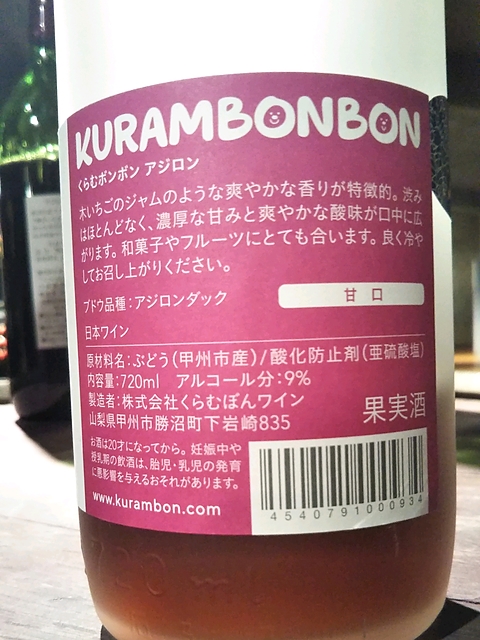 KURAMBONBON
くらむボンボン アジロン
木いちごのジャムのような爽やかな香りが特徴的。渋み
はほとんどなく、濃厚な甘みと爽やかな酸味が口中に広
がります。和菓子やフルーツにとても合います。良く冷や
してお召し上がりください。
ブドウ品種：アジロンダック
甘口
日本ワイン
原材料名：ぶどう（甲州市産）/酸化防止剤（亜硫酸塩）
内容量：720ml アルコール分：9%
製造者：株式会社くらむぼんワイン
山梨県甲州市勝沼町下岩崎835
果実酒
お酒は20才になってから。妊娠中や
授乳期の飲酒は、胎児・乳児の発育
に悪影響を与えるおそれがあります。
www.kurambon.com
4540791000934
720 ml